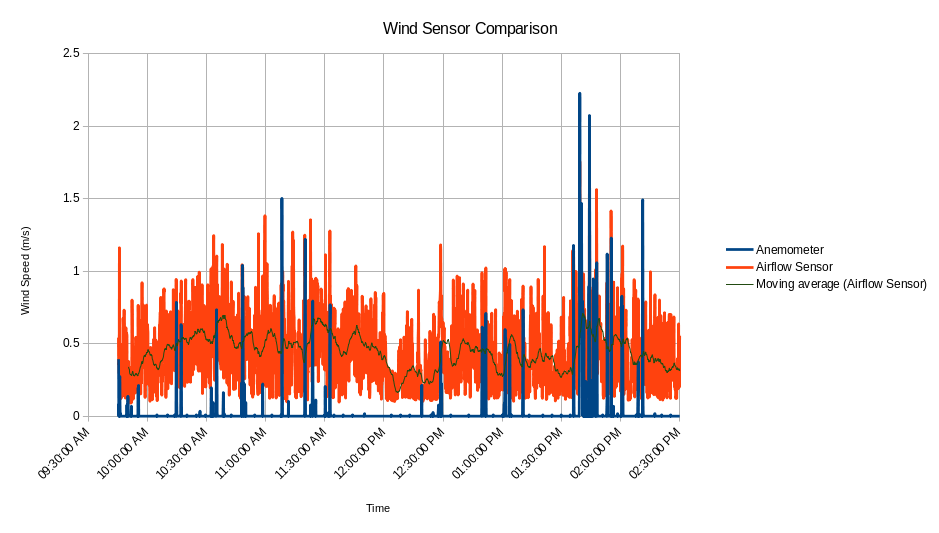 Wind Sensor Comparison
2.5
2
1.5
1
0.5
0
Wind Speed (m/s)
09:30:00 AM
10:00:00 AM
10:30:00 AM
11:00:00 AM
11:30:00 AM
12:00:00 PM
12:30:00 PM
01:00:00 PM
01:30:00 PM
02:00:00 PM
02:30:00 PM
Time
Anemometer
Airflow Sensor
Moving average (Airflow Sensor)